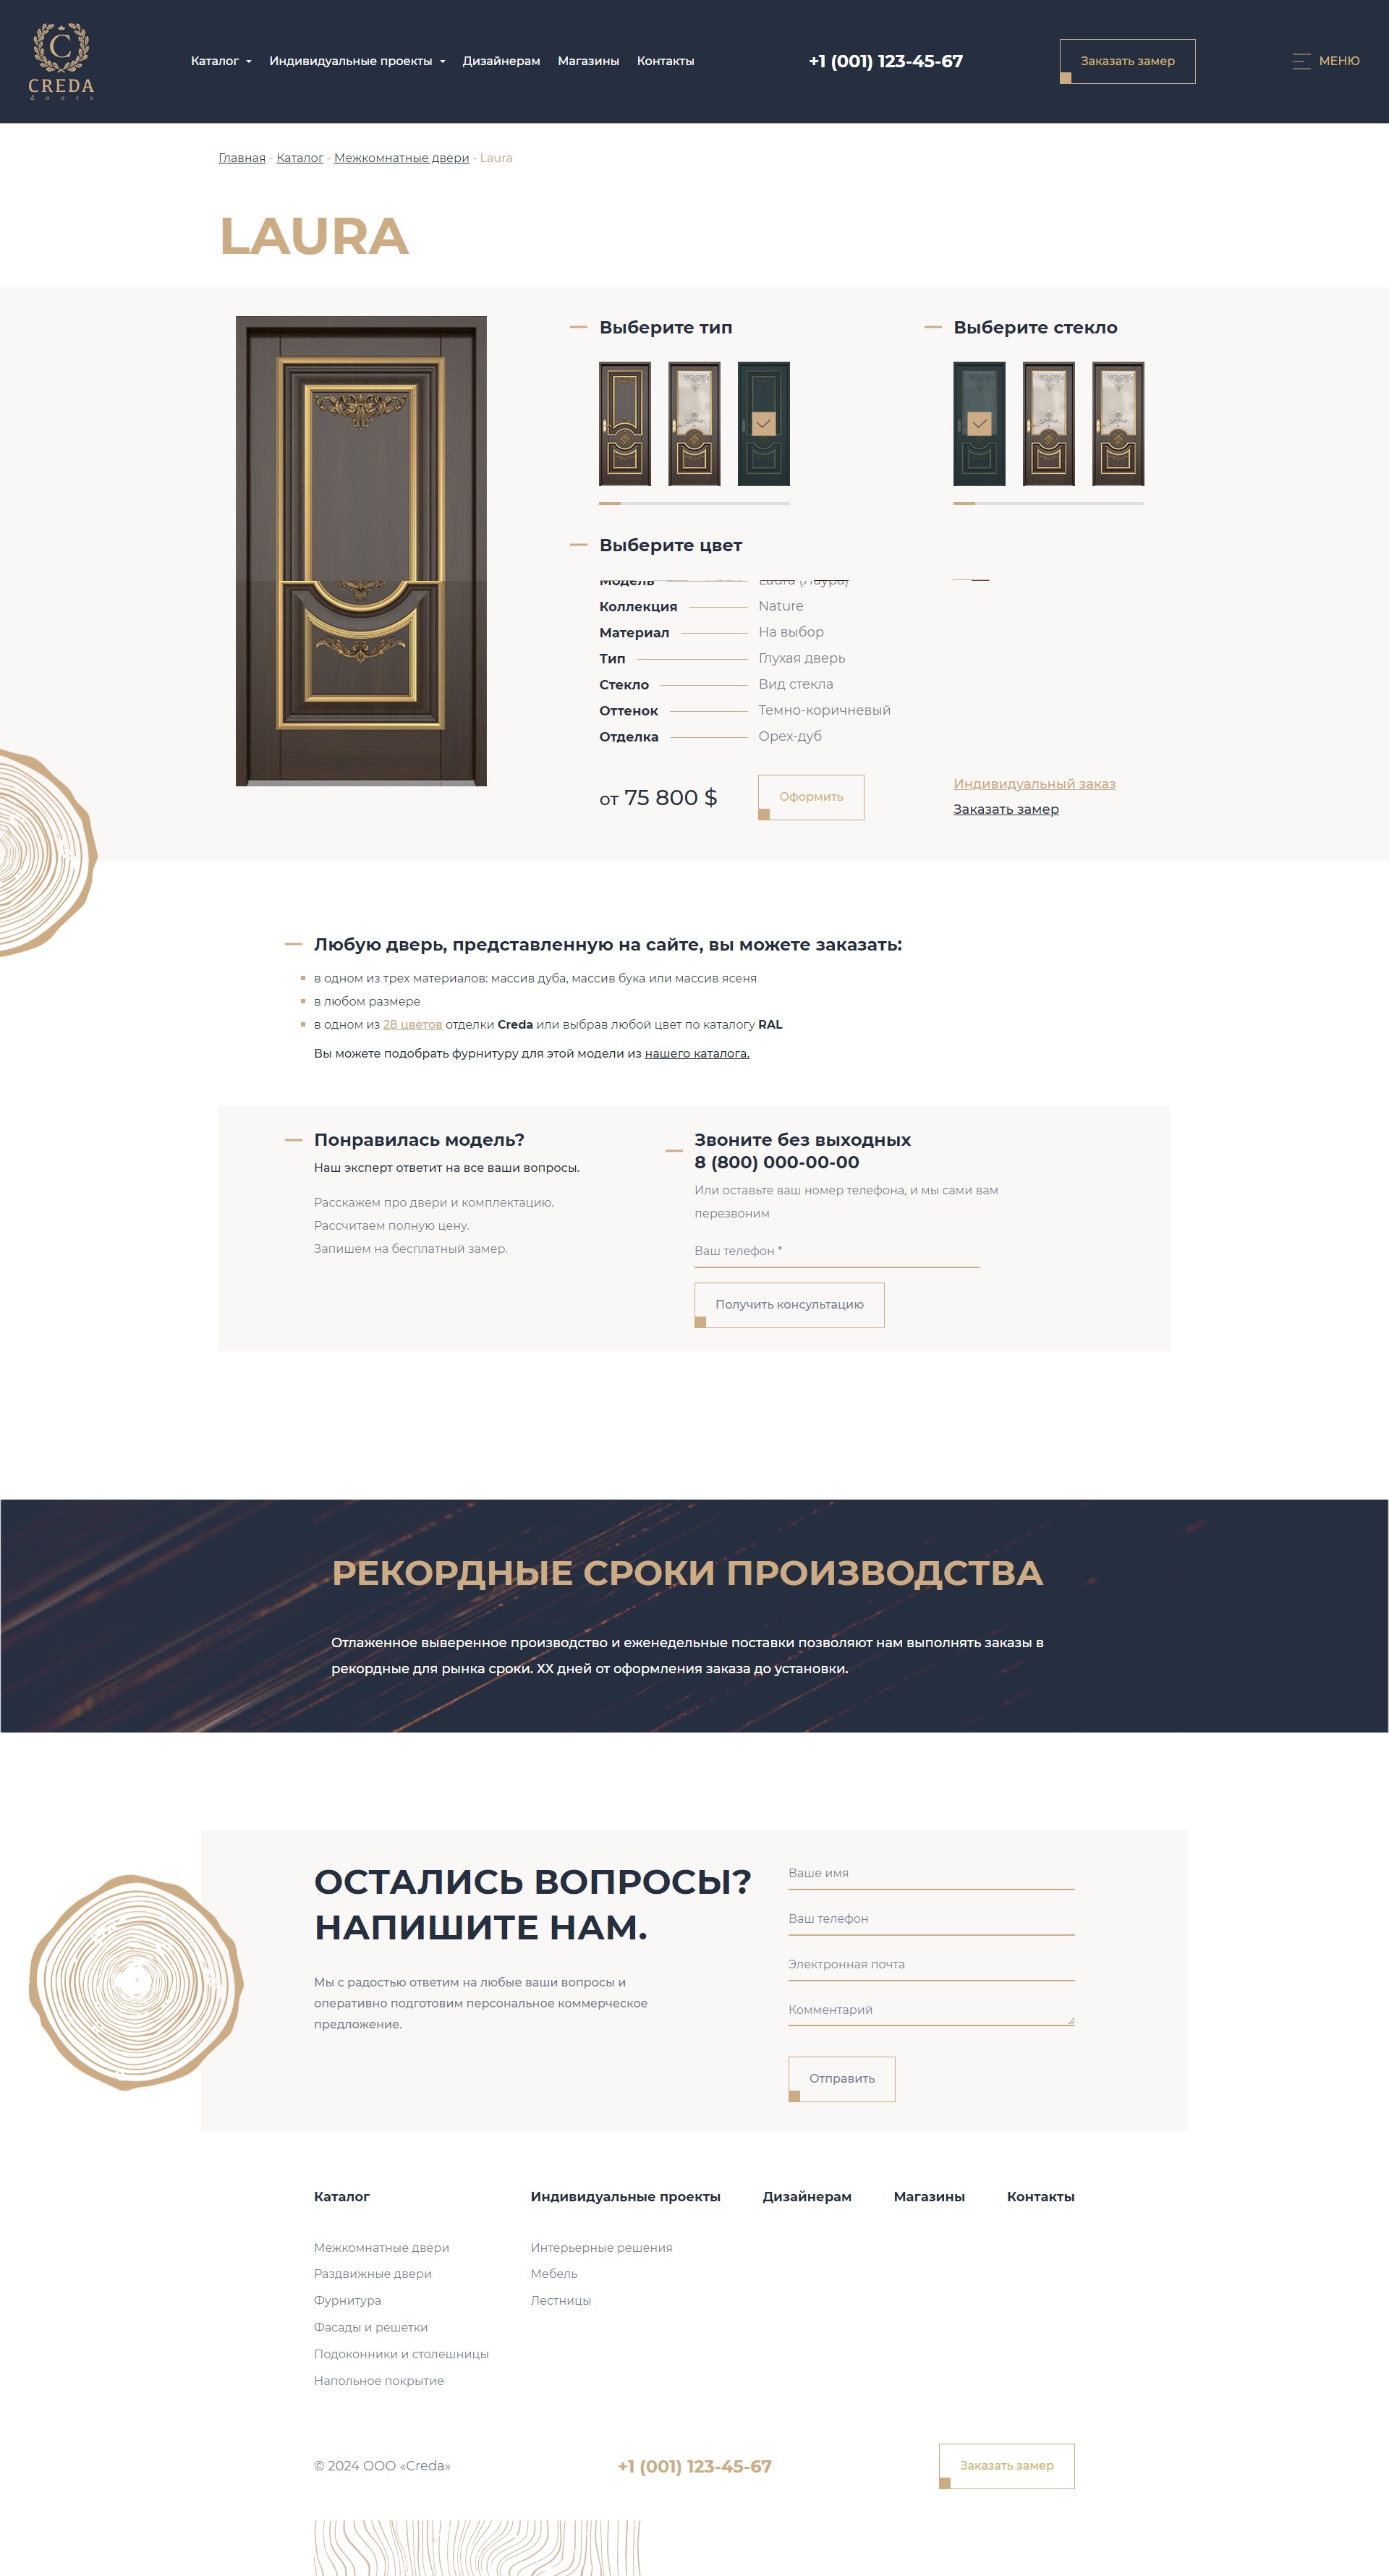 C
CREDA
doors
Каталог Индивидуальные проекты Дизайнерам Магазины Контакты
+1 (001) 123-45-67
Заказать замер
МЕНЮ
Главная - Каталог - Межкомнатные двери - Laura
LAURA
Выберите тип
Выберите стекло
Выберите цвет
Модель Laura (Лаура)
Коллекция Nature
Материал На выбор
Тип Глухая дверь
Стекло Вид стекла
Оттенок Темно-коричневый
Отделка Орех-дуб
от 75 800 $
Оформить
Индивидуальный заказ
Заказать замер
Любую дверь, представленную на сайте, вы можете заказать:
в одном из трех материалов: массив дуба, массив бука или массив ясеня
в любом размере
в одном из 28 цветов отделки Creda или выбрав любой цвет по каталогу RAL
Вы можете подобрать фурнитуру для этой модели из нашего каталога.
Понравилась модель?
Наш эксперт ответит на все ваши вопросы.
Расскажем про двери и комплектацию.
Рассчитаем полную цену.
Запишем на бесплатный замер.
Звоните без выходных
8 (800) 000-00-00
Или оставьте ваш номер телефона, и мы сами вам
перезвоним
Ваш телефон *
Получить консультацию
РЕКОРДНЫЕ СРОКИ ПРОИЗВОДСТВА
Отлаженное выверенное производство и еженедельные поставки позволяют нам выполнять заказы в
рекордные для рынка сроки. XX дней от оформления заказа до установки.
ОСТАЛИСЬ ВОПРОСЫ?
НАПИШИТЕ НАМ.
Мы с радостью ответим на любые ваши вопросы и
оперативно подготовим персональное коммерческое
предложение.
Ваше имя
Ваш телефон
Электронная почта
Комментарий
Отправить
Каталог
Межкомнатные двери
Раздвижные двери
Фурнитура
Фасады и решетки
Подоконники и столешницы
Напольное покрытие
Индивидуальные проекты
Интерьерные решения
Мебель
Лестницы
Дизайнерам
Магазины
Контакты
© 2024 ООО «Creda»
+1 (001) 123-45-67
Заказать замер